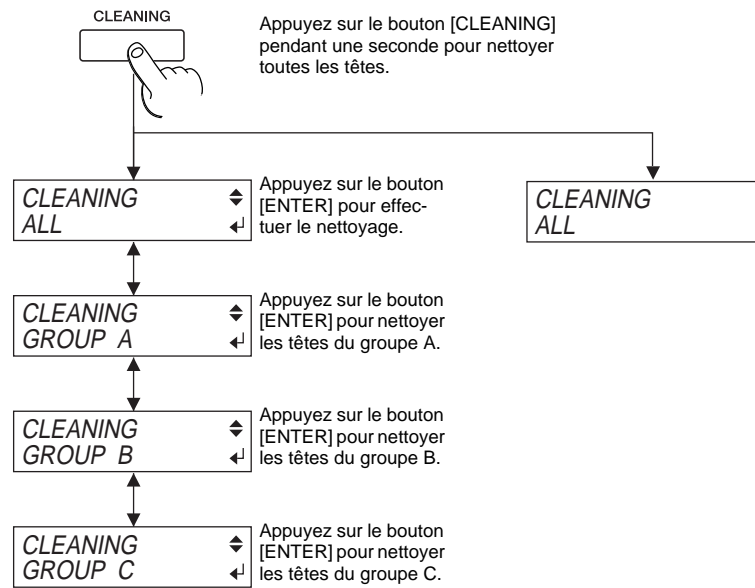 CLEANING
Appuyez sur le bouton [CLEANING]
pendant une seconde pour nettoyer
toutes les têtes.
CLEANING
ALL
Appuyez sur le bouton
[ENTER] pour effec-
tuer le nettoyage.
CLEANING
ALL
CLEANING
GROUP A
Appuyez sur le bouton
[ENTER] pour nettoyer
les têtes du groupe A.
CLEANING
GROUP B
Appuyez sur le bouton
[ENTER] pour nettoyer
les têtes du groupe B.
CLEANING
GROUP C
Appuyez sur le bouton
[ENTER] pour nettoyer
les têtes du groupe C.